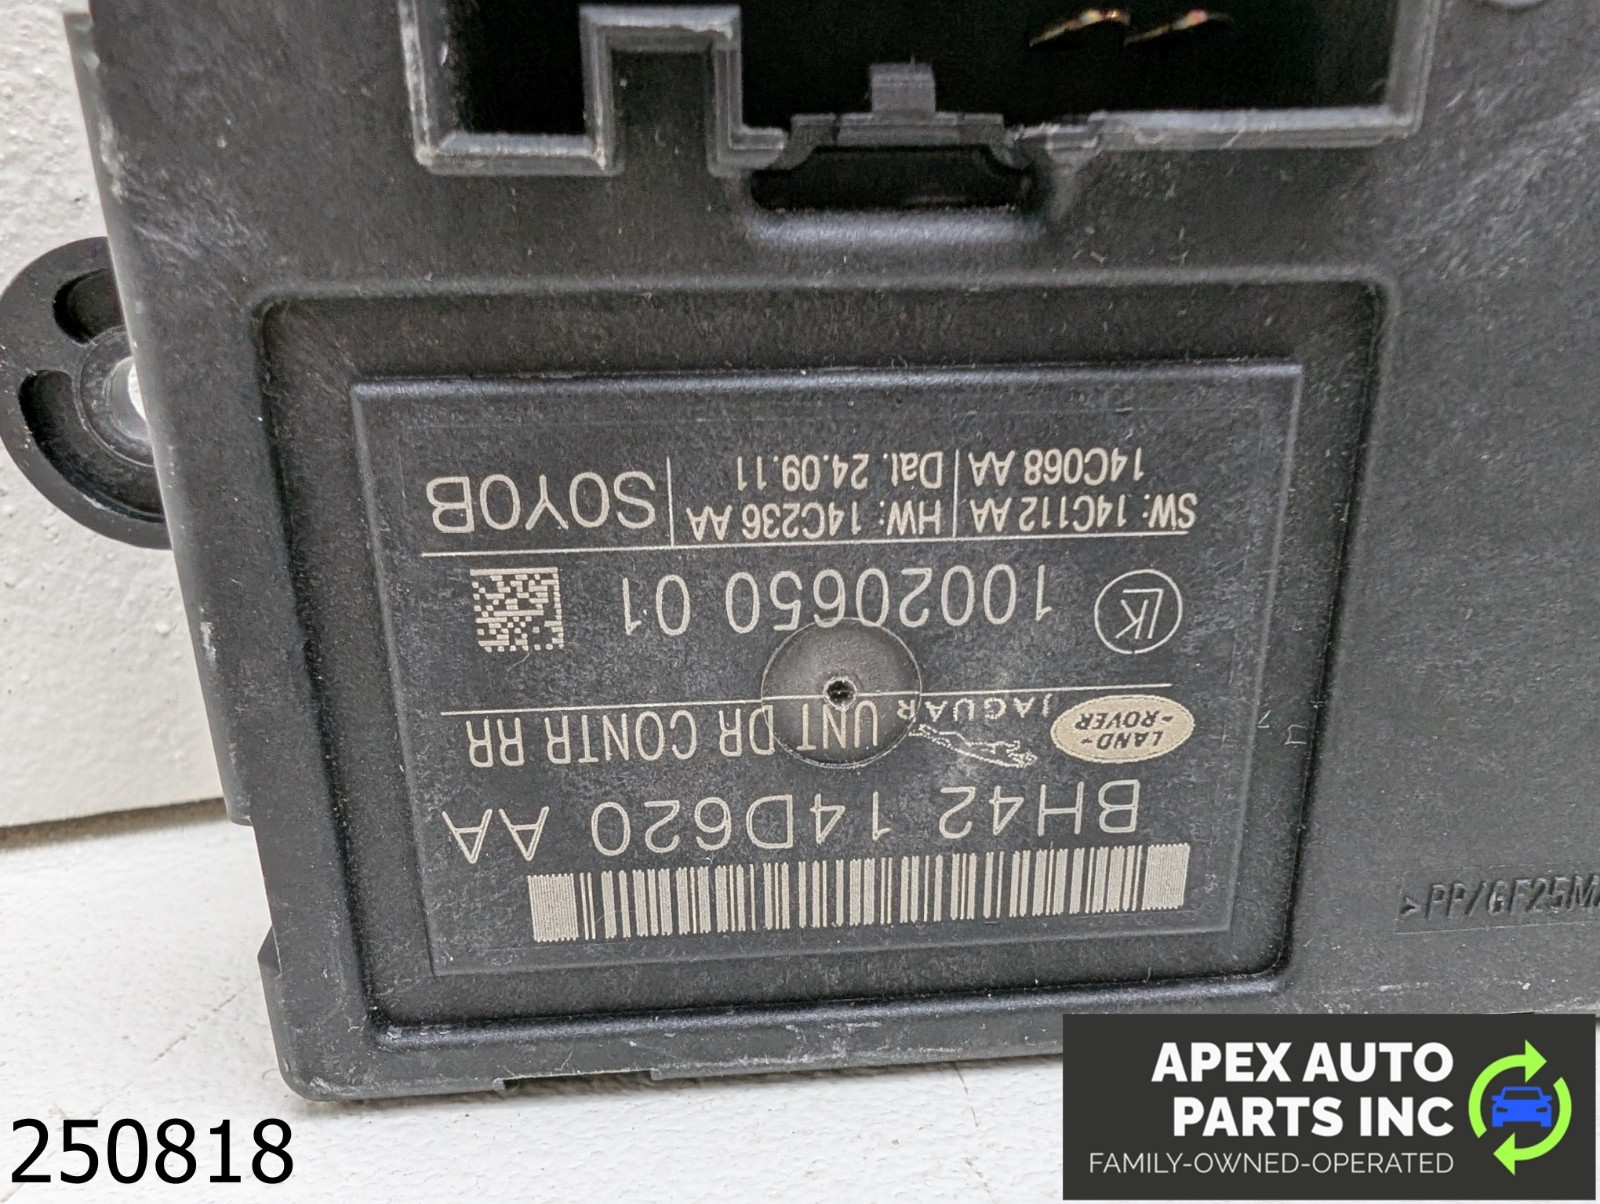 BH42 14D620 AA
LAND-
-ROVER
JAGUAR
UNT DR CONTR RR
LK
10020650 01
SW: 14C112 AA
14C068 AA
HW: 14C236 AA
Dat. 24.09.11
SOYOB
>PP/GF25M
250818
APEX AUTO
PARTS INC
FAMILY-OWNED-OPERATED